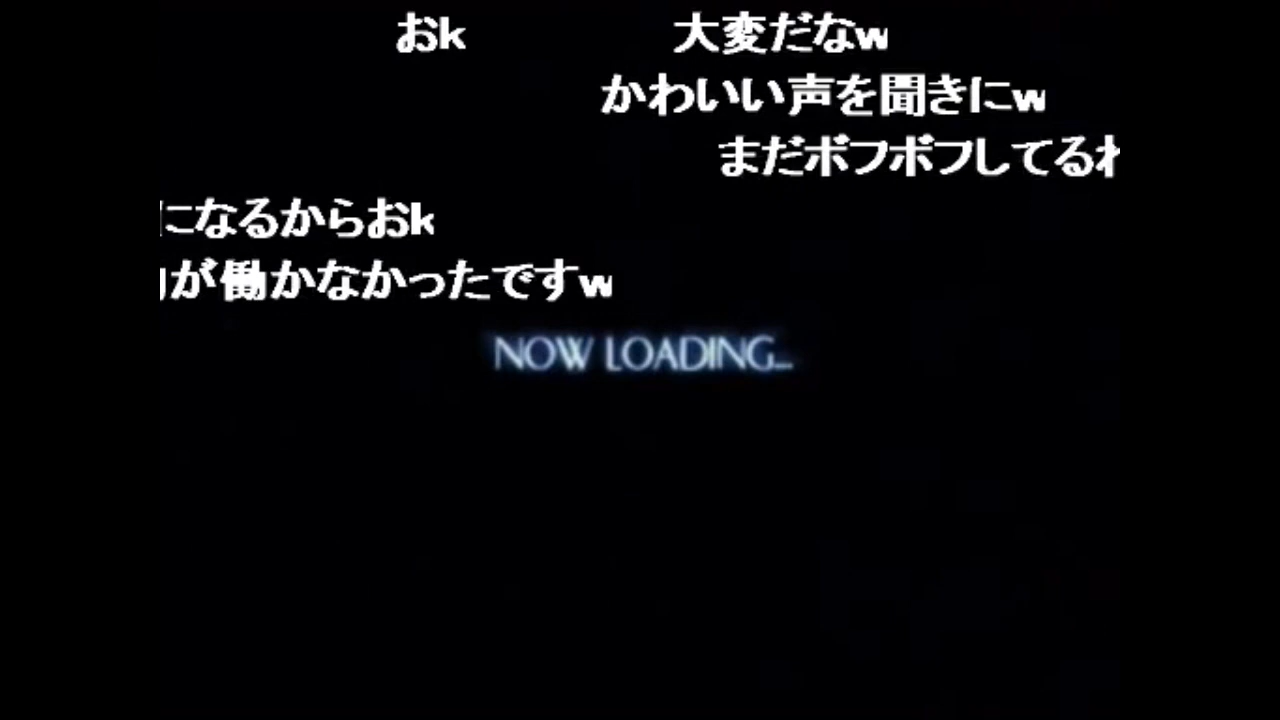 おk 大変だなw
かわいい声を聞きにw
まだボフボフしてる
になるからおk
が働かなかったですw
NOW LOADING...